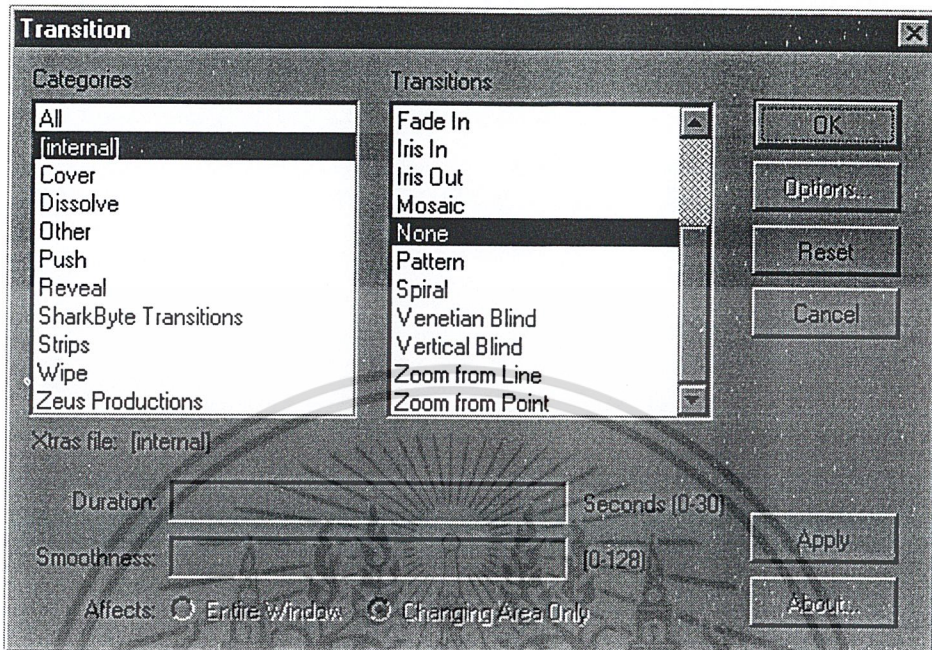 Transition
Categories
All
[internal]
Cover
Dissolve
Other
Push
Reveal
SharkByte Transitions
Strips
Wipe
Zeus Productions
Transitions
Fade In
Iris In
Iris Out
Mosaic
None
Pattern
Spiral
Venetian Blind
Vertical Blind
Zoom from Line
Zoom from Point
OK
Options...
Reset
Cancel
Xtras file: [internal]
Duration: Seconds (0-30)
Smoothness: (0-128)
Affects: Entire Window Changing Area Only
Apply
About...